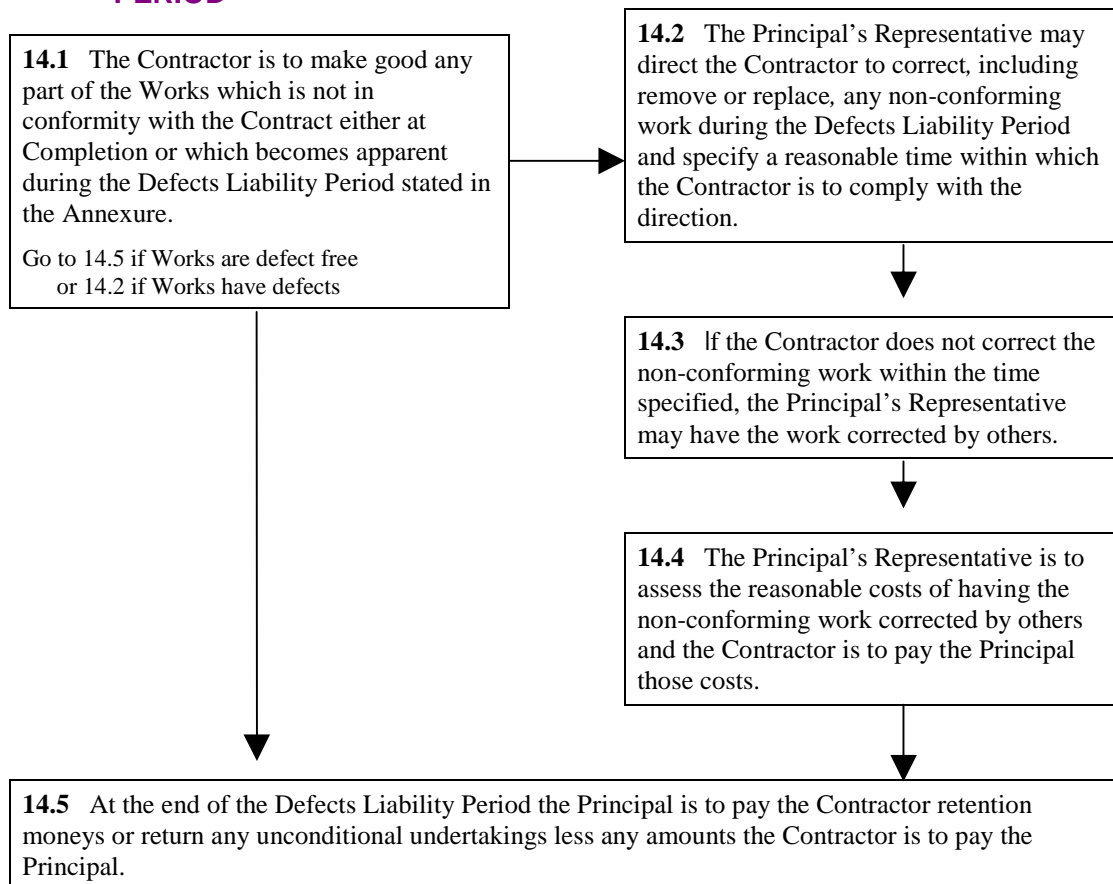 PERIOD
14.1 The Contractor is to make good any
part of the Works which is not in
conformity with the Contract either at
Completion or which becomes apparent
during the Defects Liability Period stated in
the Annexure.
Go to 14.5 if Works are defect free
or 14.2 if Works have defects
14.2 The Principal’s Representative may
direct the Contractor to correct, including
remove or replace, any non-conforming
work during the Defects Liability Period
and specify a reasonable time within which
the Contractor is to comply with the
direction.
14.3 If the Contractor does not correct the
non-conforming work within the time
specified, the Principal’s Representative
may have the work corrected by others.
14.4 The Principal’s Representative is to
assess the reasonable costs of having the
non-conforming work corrected by others
and the Contractor is to pay the Principal
those costs.
14.5 At the end of the Defects Liability Period the Principal is to pay the Contractor retention
moneys or return any unconditional undertakings less any amounts the Contractor is to pay the
Principal.